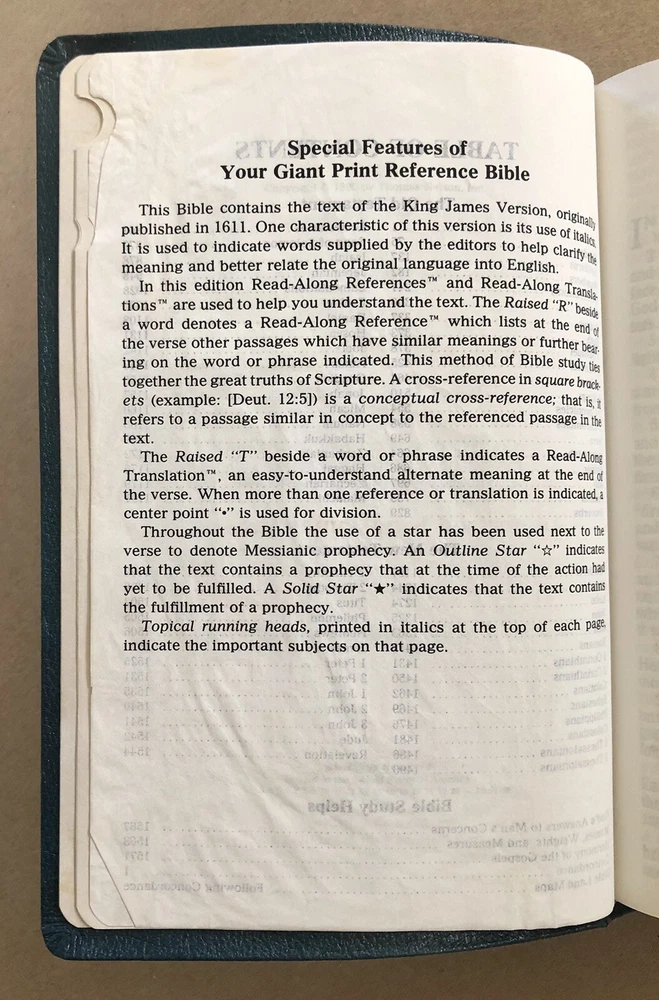 Special Features of
Your Giant Print Reference Bible
This Bible contains the text of the King James Version, originally
published in 1611. One characteristic of this version is its use of italics.
It is used to indicate words supplied by the editors to help clarify the
meaning and better relate the original language into English.
In this edition Read-Along References™ and Read-Along Transla-
tions™ are used to help you understand the text. The Raised "R" beside
a word denotes a Read-Along Reference™ which lists at the end of
the verse other passages which have similar meanings or further bear-
ing on the word or phrase indicated. This method of Bible study ties
together the great truths of Scripture. A cross-reference in square brack-
ets (example: [Deut. 12:5]) is a conceptual cross-reference; that is, it
refers to a passage similar in concept to the referenced passage in the
text.
The Raised "T" beside a word or phrase indicates a Read-Along
Translation™, an easy-to-understand alternate meaning at the end of
the verse. When more than one reference or translation is indicated, a
center point "•" is used for division.
Throughout the Bible the use of a star has been used next to the
verse to denote Messianic prophecy. An Outline Star "☆" indicates
that the text contains a prophecy that at the time of the action had
yet to be fulfilled. A Solid Star "★" indicates that the text contains
the fulfillment of a prophecy.
Topical running heads, printed in italics at the top of each page,
indicate the important subjects on that page.